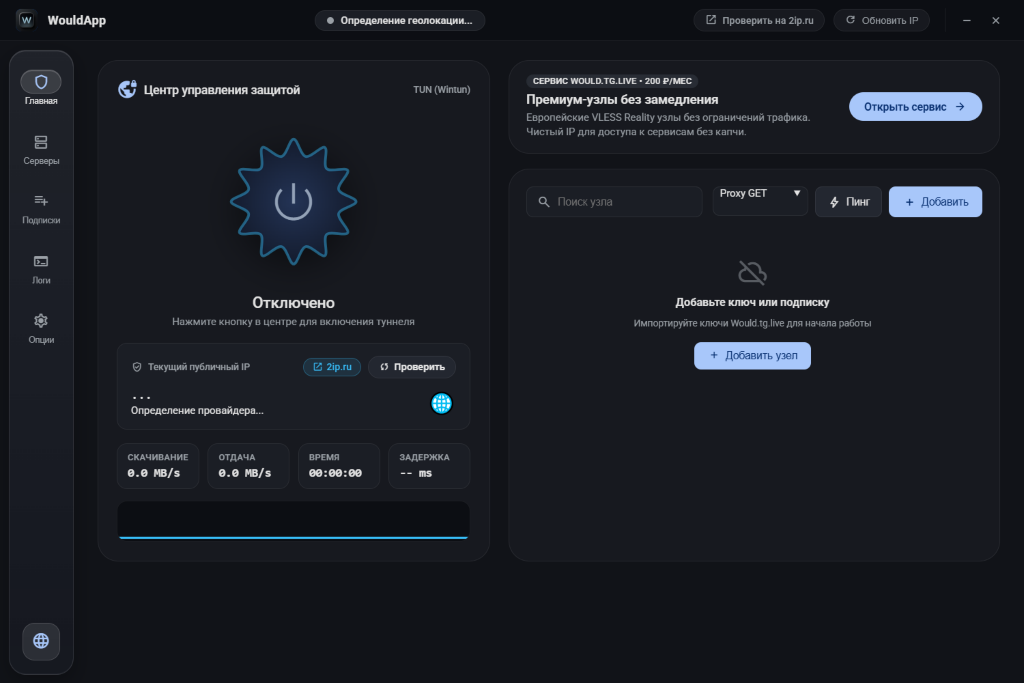 W
WouldApp
Определение геолокации...
Проверить на 2ip.ru
Обновить IP
Главная
Серверы
Подписки
Логи
Опции
Центр управления защитой
TUN (Wintun)
Отключено
Нажмите кнопку в центре для включения туннеля
Текущий публичный IP
2ip.ru
Проверить
...
Определение провайдера...
СКАЧИВАНИЕ
0.0 MB/s
ОТДАЧА
0.0 MB/s
ВРЕМЯ
00:00:00
ЗАДЕРЖКА
-- ms
СЕРВИС WOULD.TG.LIVE • 200 ₽/МЕС
Премиум-узлы без замедления
Европейские VLESS Reality узлы без ограничений трафика.
Чистый IP для доступа к сервисам без капчи.
Открыть сервис
Поиск узла
Proxy GET
Пинг
+ Добавить
Добавьте ключ или подписку
Импортируйте ключи Would.tg.live для начала работы
+ Добавить узел